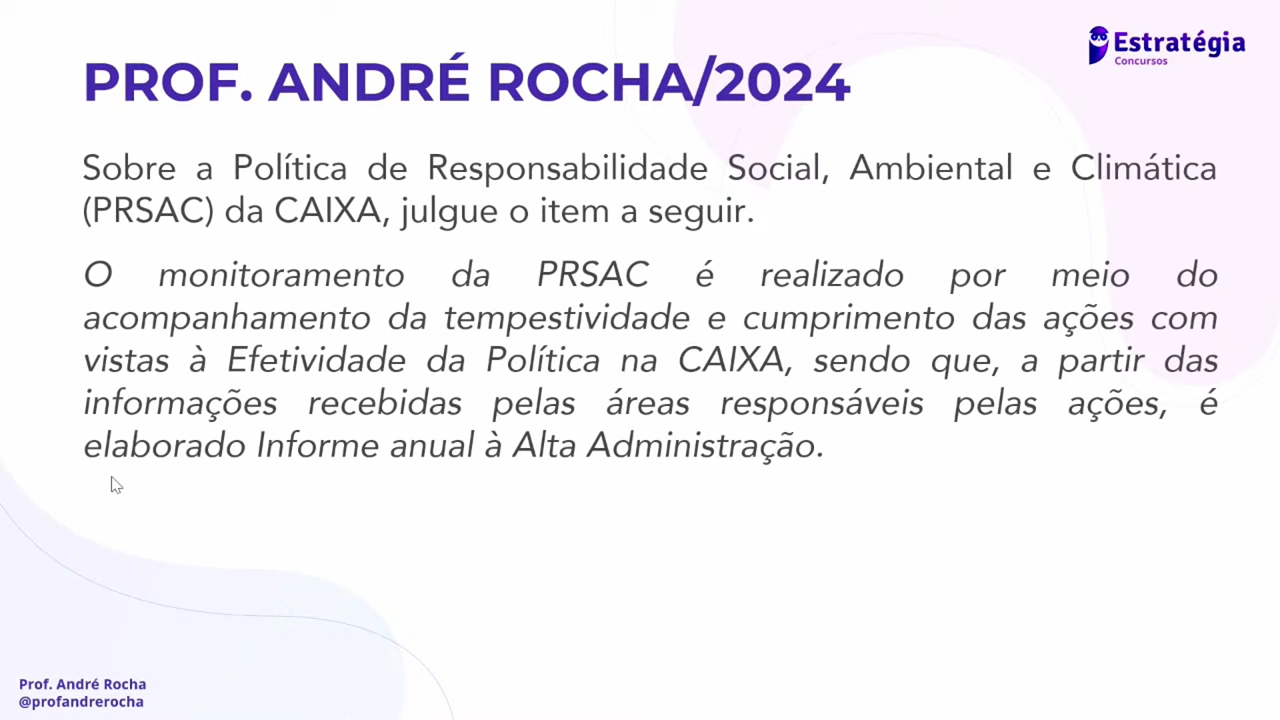 Estratégia
Concursos
PROF. ANDRÉ ROCHA/2024
Sobre a Política de Responsabilidade Social, Ambiental e Climática
(PRSAC) da CAIXA, julgue o item a seguir.
O monitoramento da PRSAC é realizado por meio do
acompanhamento da tempestividade e cumprimento das ações com
vistas à Efetividade da Política na CAIXA, sendo que, a partir das
informações recebidas pelas áreas responsáveis pelas ações, é
elaborado Informe anual à Alta Administração.
Prof. André Rocha
@profandrerocha